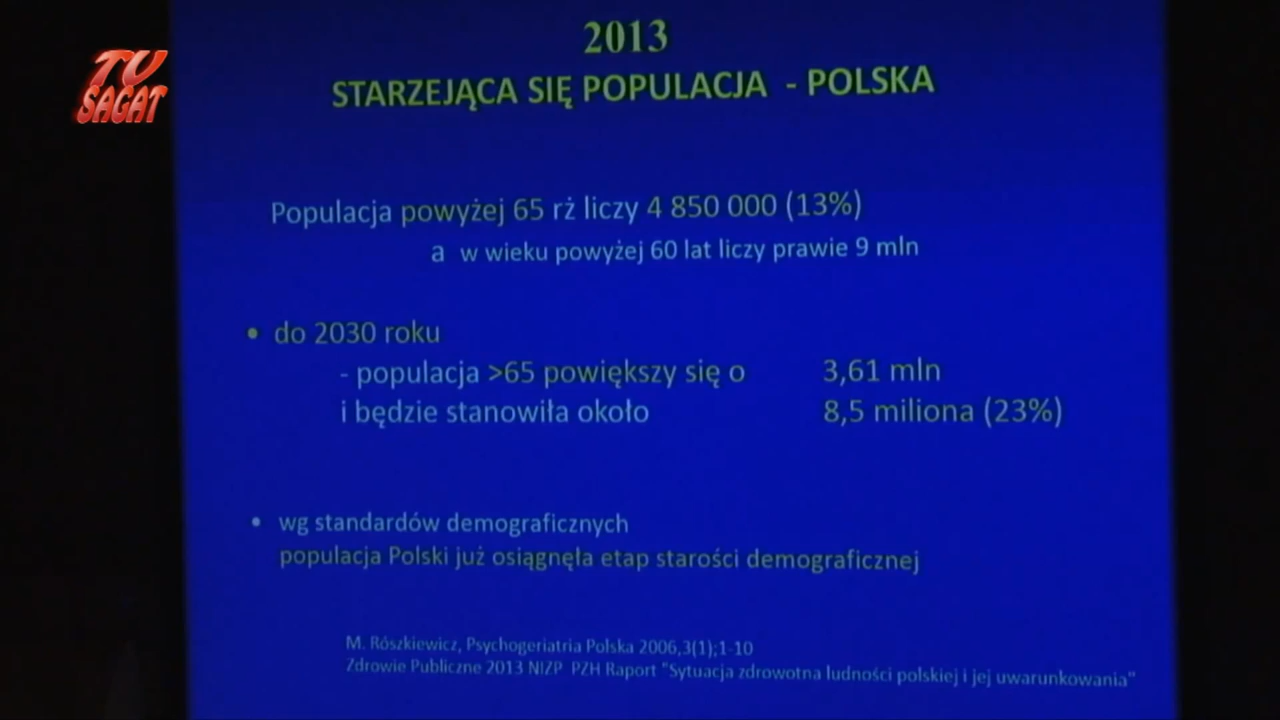 TV
SAGAT
2013
STARZEJĄCA SIĘ POPULACJA - POLSKA
Populacja powyżej 65 rż liczy 4 850 000 (13%)
a w wieku powyżej 60 lat liczy prawie 9 mln
• do 2030 roku
- populacja >65 powiększy się o 3,61 mln
i będzie stanowiła około 8,5 miliona (23%)
• wg standardów demograficznych
populacja Polski już osiągnęła etap starości demograficznej
M. Rószkiewicz, Psychogeriatria Polska 2006,3(1);1-10
Zdrowie Publiczne 2013 NIZP PZH Raport "Sytuacja zdrowotna ludności polskiej i jej uwarunkowania"